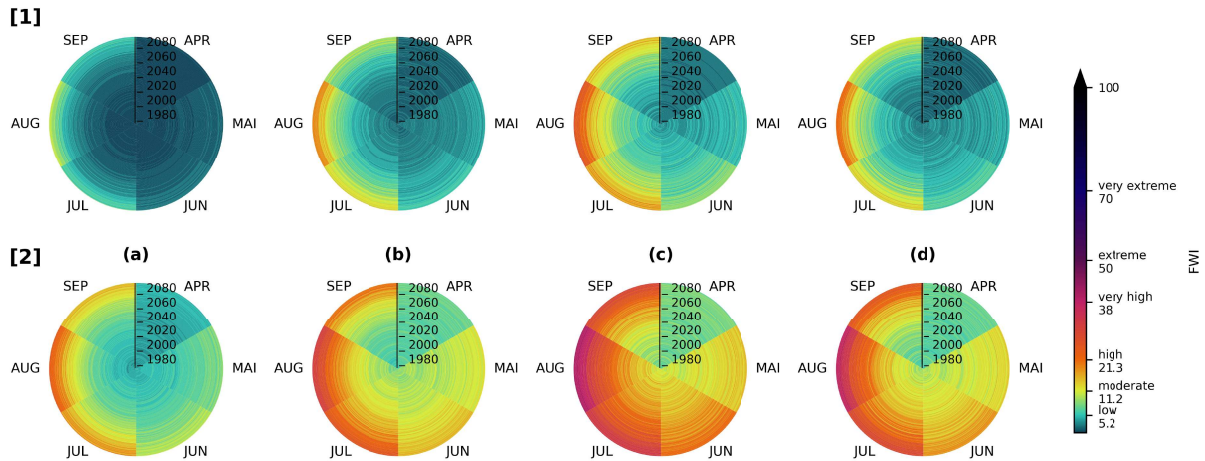 [1]
SEP APR SEP APR SEP APR SEP APR
2080 2080 2080 2080
2060 2060 2060 2060
2040 2040 2040 2040
2020 2020 2020 2020
2000 2000 2000 2000
1980 1980 1980 1980
AUG MAI AUG MAI AUG MAI AUG MAI
JUL JUN JUL JUN JUL JUN JUL JUN
[2] (a) (b) (c) (d)
SEP APR SEP APR SEP APR SEP APR
2080 2080 2080 2080
2060 2060 2060 2060
2040 2040 2040 2040
2020 2020 2020 2020
2000 2000 2000 2000
1980 1980 1980 1980
AUG MAI AUG MAI AUG MAI AUG MAI
JUL JUN JUL JUN JUL JUN JUL JUN
100
very extreme
70
extreme
50
very high
38
high
21.3
moderate
11.2
low
5.2
FWI